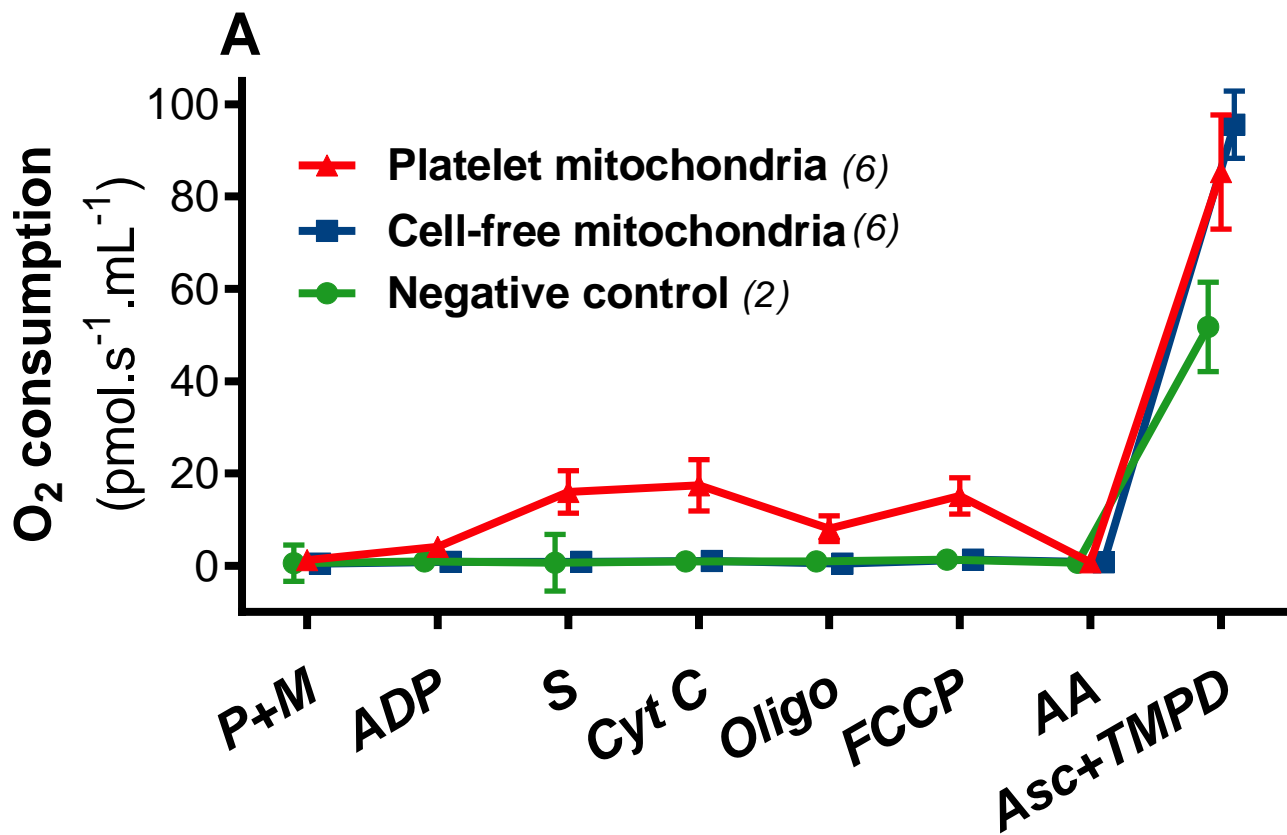 A
O2 consumption
(pmol.s-1.mL-1)
100
80
60
40
20
0
Platelet mitochondria (6)
Cell-free mitochondria (6)
Negative control (2)
P+M
ADP
S
Cyt C
Oligo
FCCP
AA
Asc+TMPD